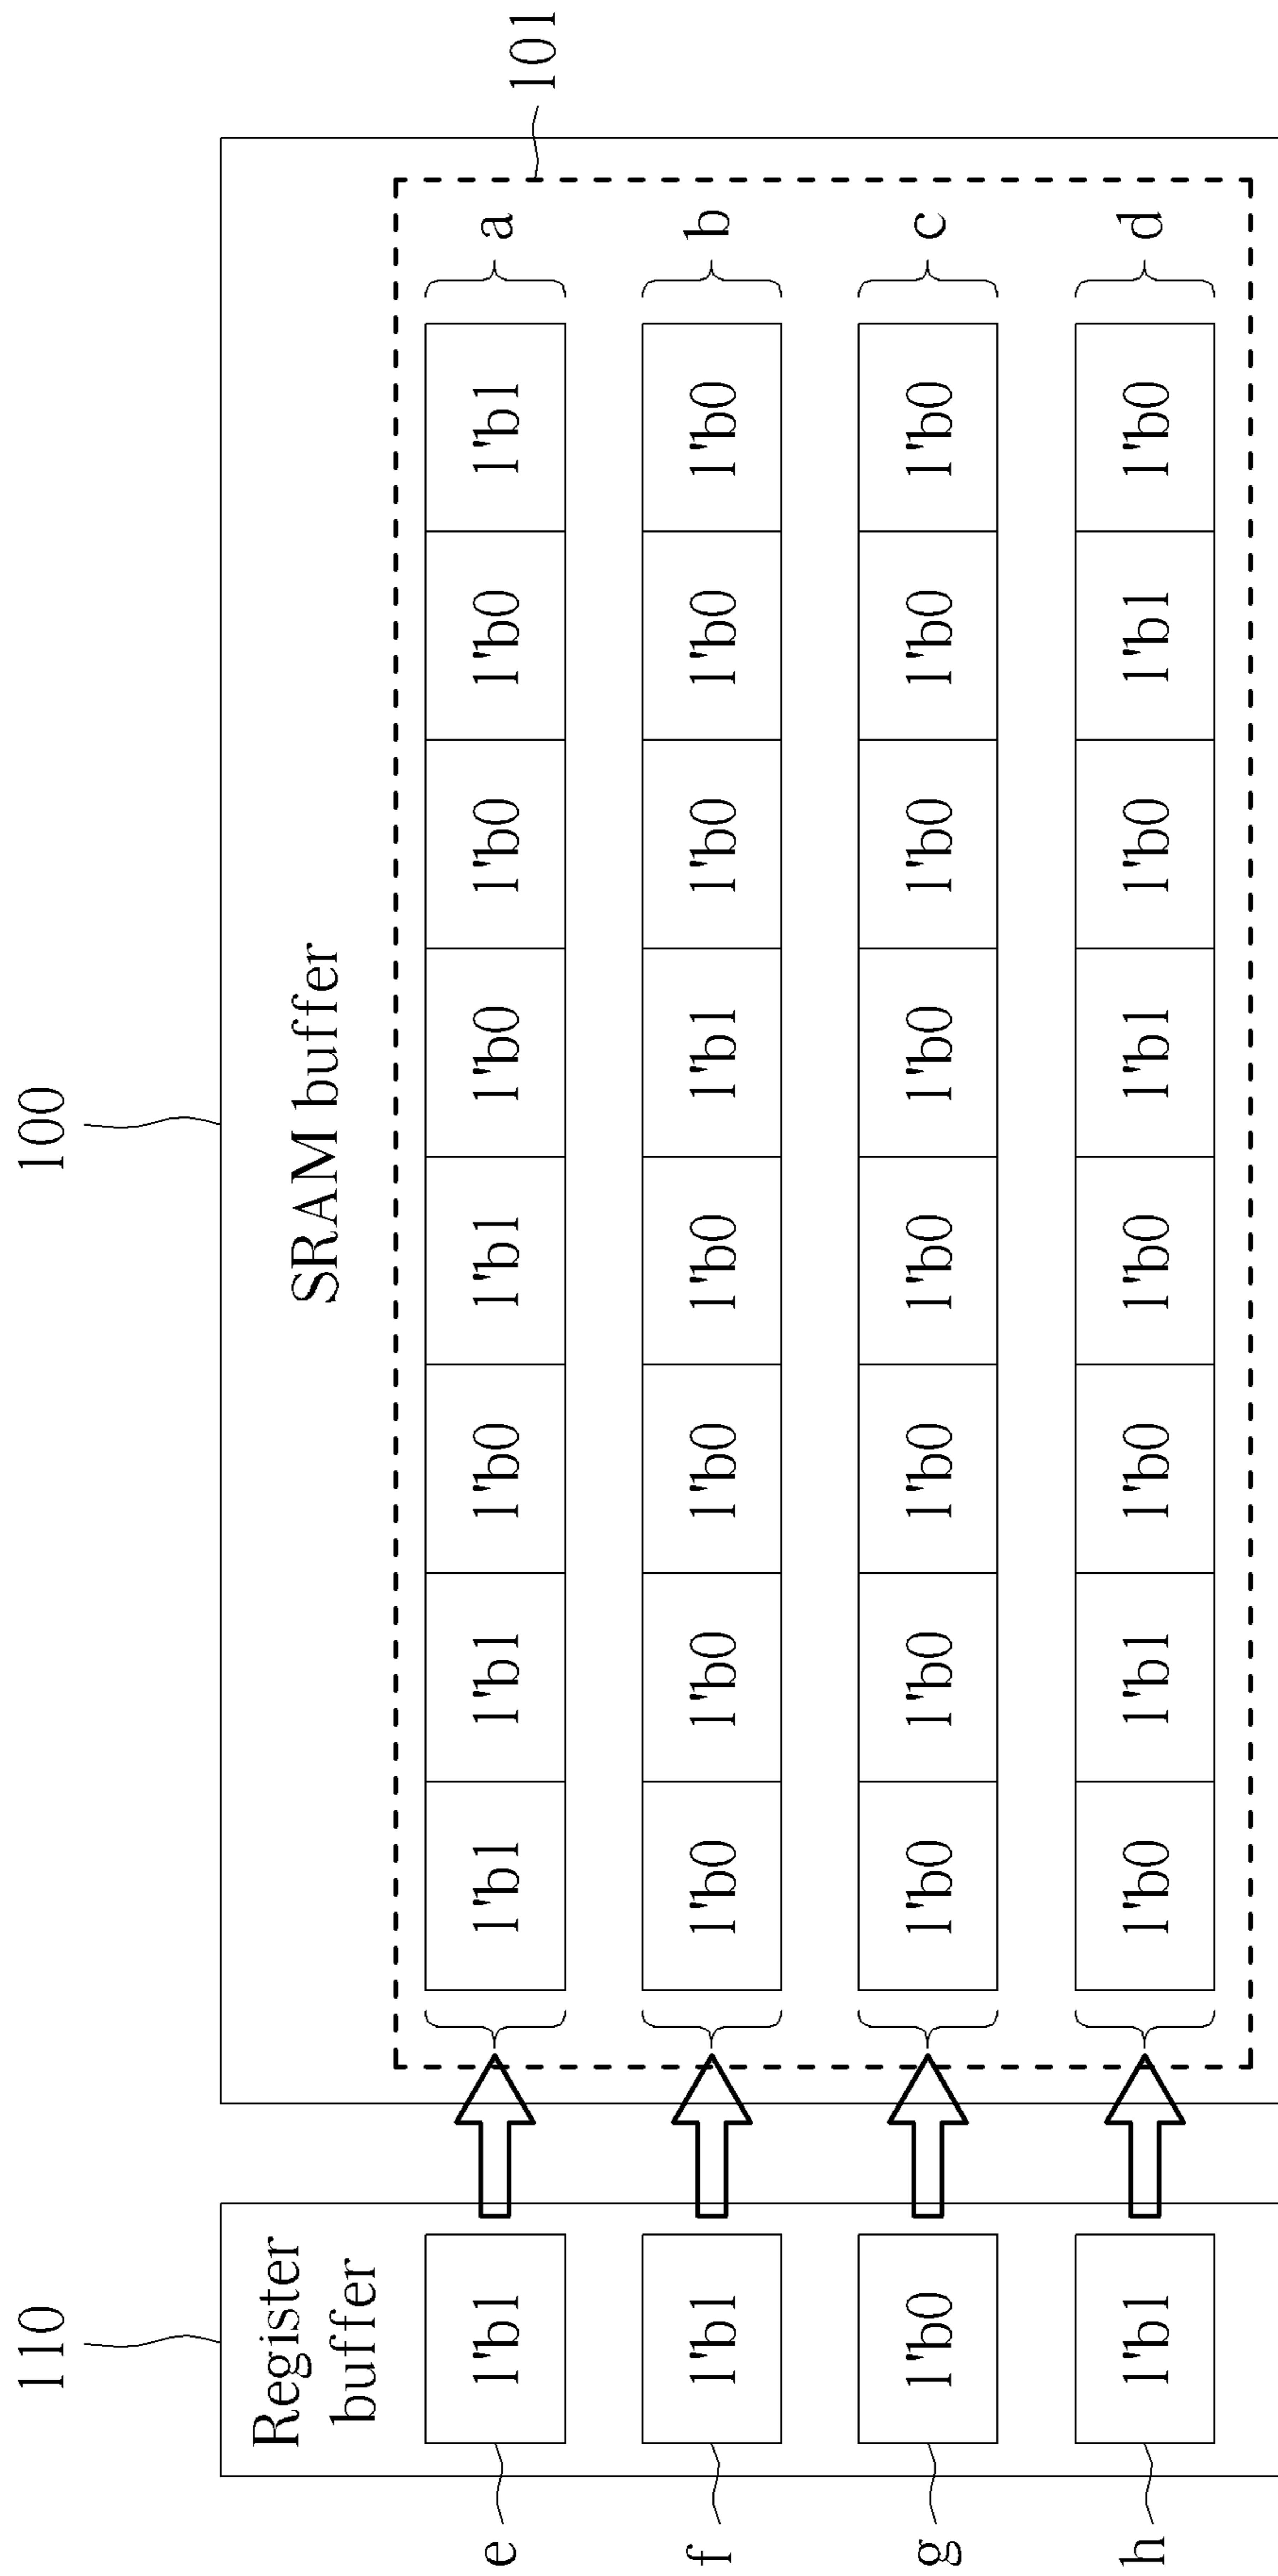 110
100
Register
buffer
SRAM buffer
101
e 1'b1 1'b1 1'b1 1'b0 1'b1 1'b0 1'b0 1'b0 1'b1 a
f 1'b1 1'b0 1'b0 1'b0 1'b0 1'b1 1'b0 1'b0 1'b0 b
g 1'b0 1'b0 1'b0 1'b0 1'b0 1'b0 1'b0 1'b0 1'b0 c
h 1'b1 1'b0 1'b1 1'b0 1'b0 1'b1 1'b0 1'b1 1'b0 d